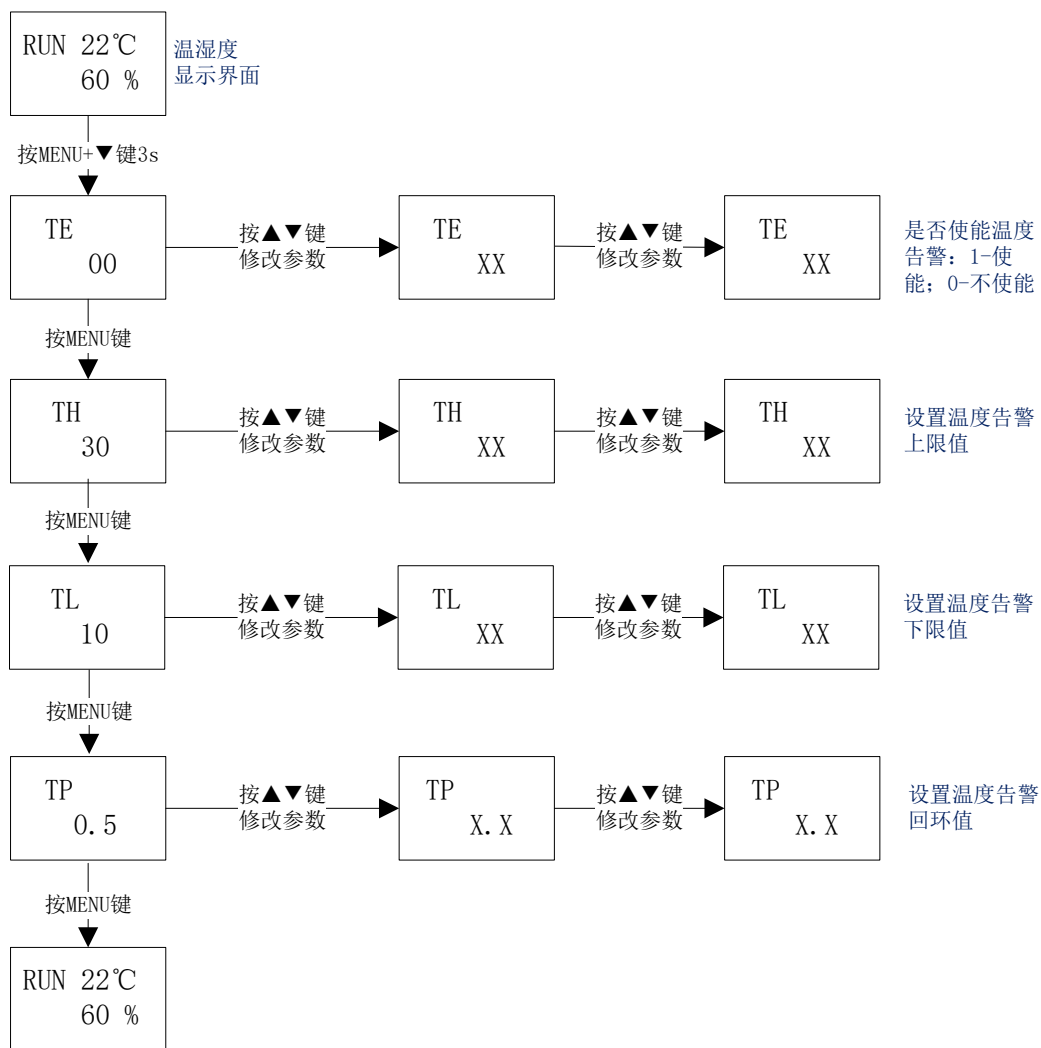 RUN 22℃
60 %
温湿度
显示界面
按MENU+▼键3s
TE
00
按▲▼键
修改参数
TE
XX
按▲▼键
修改参数
TE
XX
是否使能温度
告警：1-使
能；0-不使能
按MENU键
TH
30
按▲▼键
修改参数
TH
XX
按▲▼键
修改参数
TH
XX
设置温度告警
上限值
按MENU键
TL
10
按▲▼键
修改参数
TL
XX
按▲▼键
修改参数
TL
XX
设置温度告警
下限值
按MENU键
TP
0.5
按▲▼键
修改参数
TP
X.X
按▲▼键
修改参数
TP
X.X
设置温度告警
回环值
按MENU键
RUN 22℃
60 %